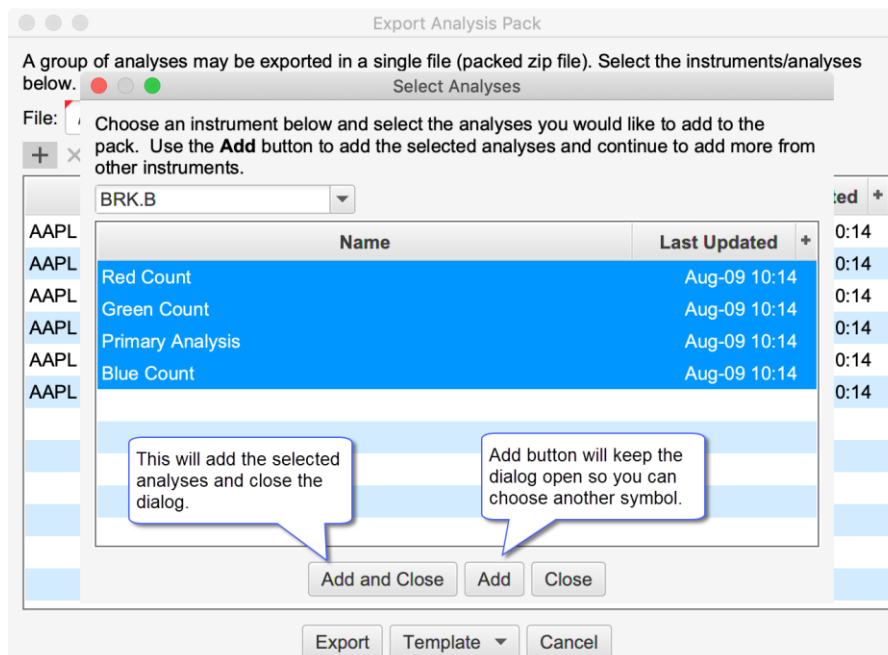 Export Analysis Pack
A group of analyses may be exported in a single file (packed zip file). Select the instruments/analyses
below.
Select Analyses
File:
Choose an instrument below and select the analyses you would like to add to the
pack. Use the Add button to add the selected analyses and continue to add more from
other instruments.
BRK.B
Name Last Updated +
+
AAPL 0:14
AAPL 0:14
AAPL 0:14
AAPL 0:14
AAPL 0:14
AAPL 0:14
Red Count Aug-09 10:14
Green Count Aug-09 10:14
Primary Analysis Aug-09 10:14
Blue Count Aug-09 10:14
This will add the selected
analyses and close the
dialog.
Add button will keep the
dialog open so you can
choose another symbol.
Add and Close Add Close
Export Template Cancel